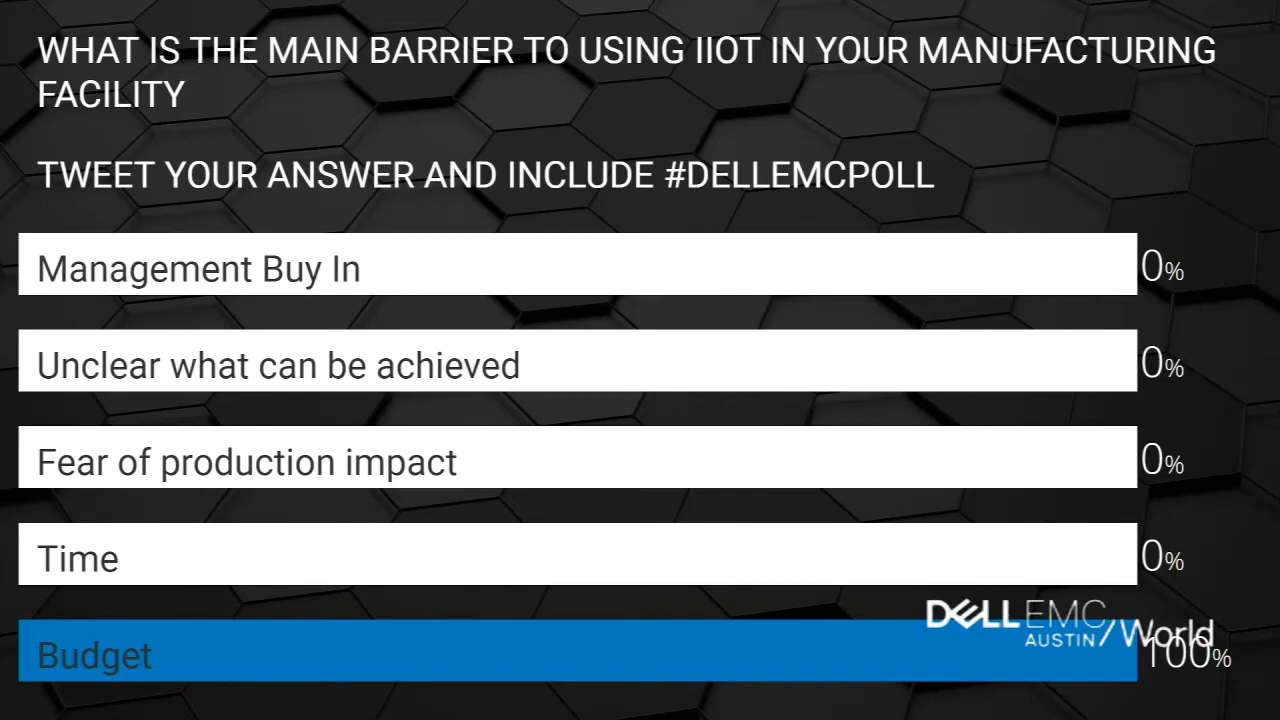 WHAT IS THE MAIN BARRIER TO USING IIOT IN YOUR MANUFACTURING
FACILITY
TWEET YOUR ANSWER AND INCLUDE #DELLEMCPOLL
Management Buy In 0%
Unclear what can be achieved 0%
Fear of production impact 0%
Time 0%
DELLEMC
AUSTIN/World
Budget 100%